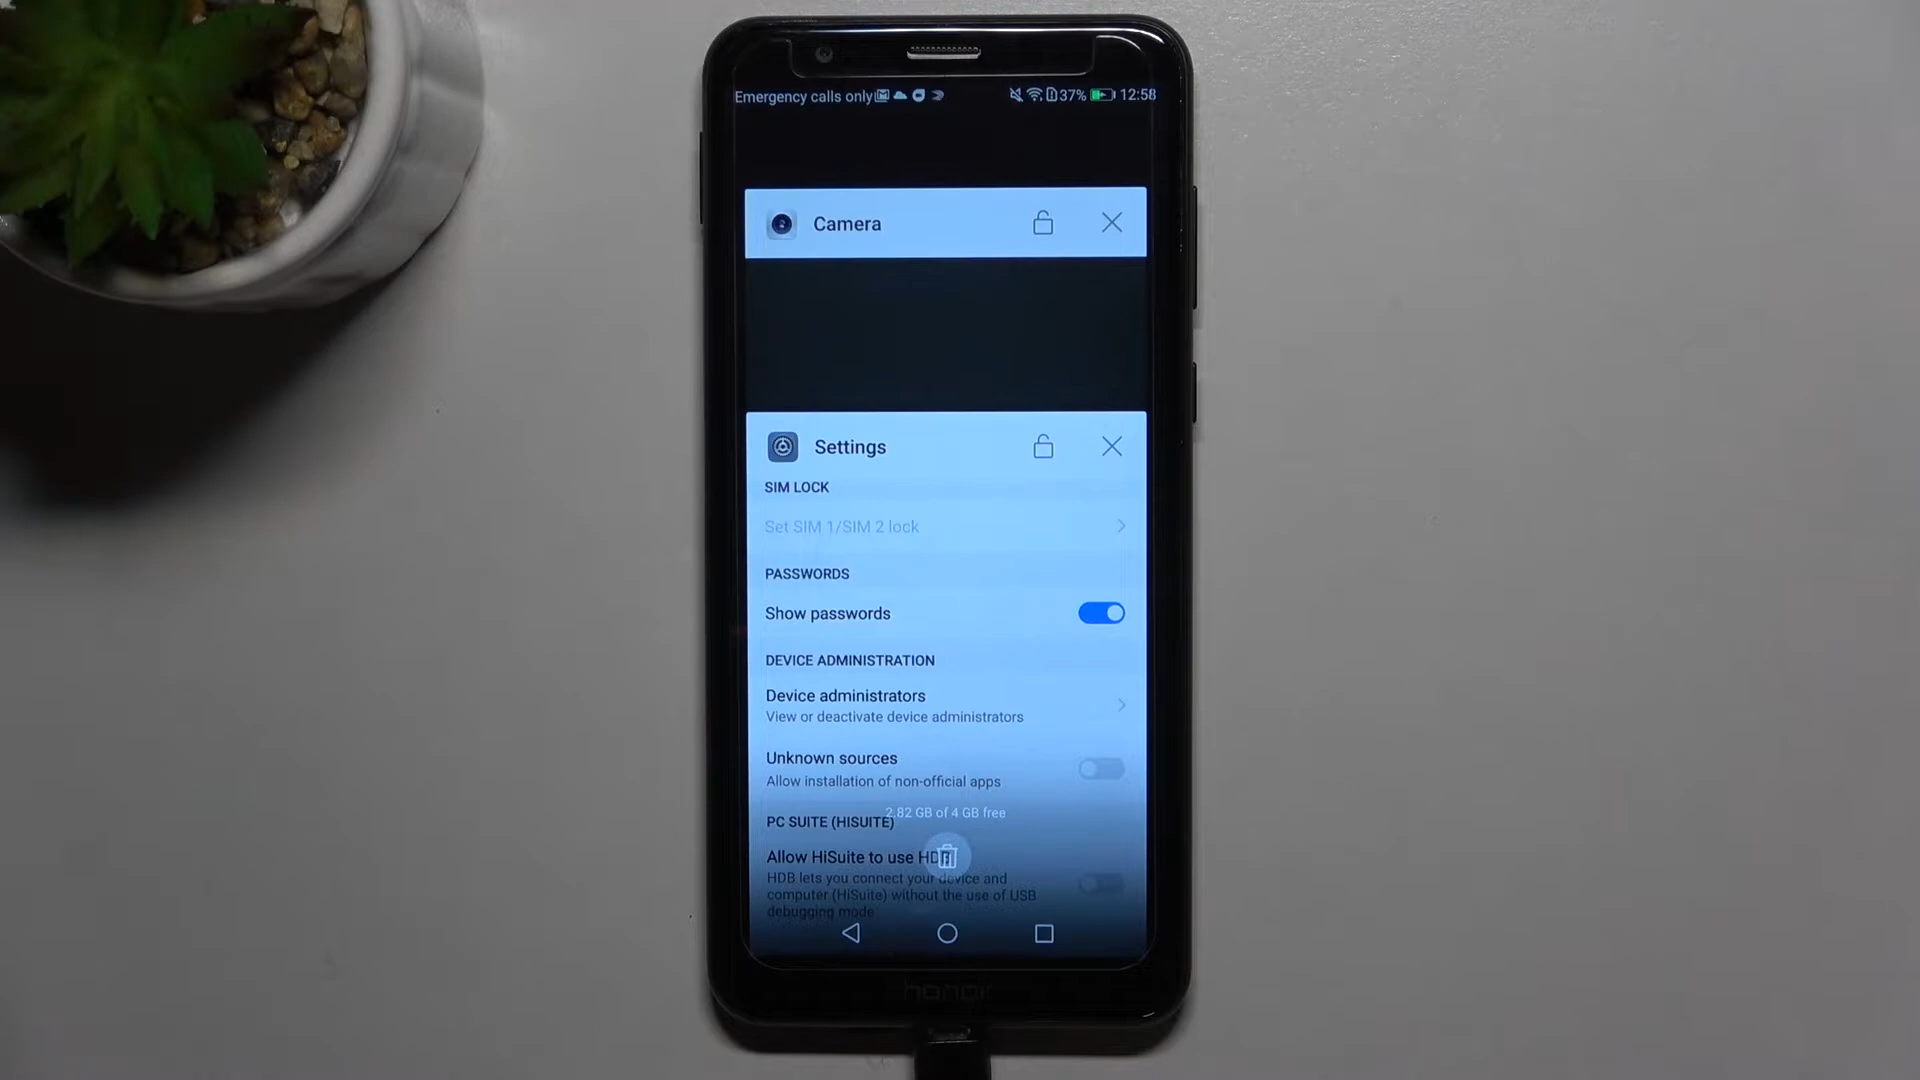 Emergency calls only 37% 12:58
Camera
Settings
SIM LOCK
Set SIM 1/SIM 2 lock
PASSWORDS
Show passwords
DEVICE ADMINISTRATION
Device administrators
View or deactivate device administrators
Unknown sources
Allow installation of non-official apps
2.82 GB of 4 GB free
PC SUITE (HISUITE)
Allow HiSuite to use HDB
HDB lets you connect your device and
computer (HiSuite) without the use of USB
debugging mode
honor